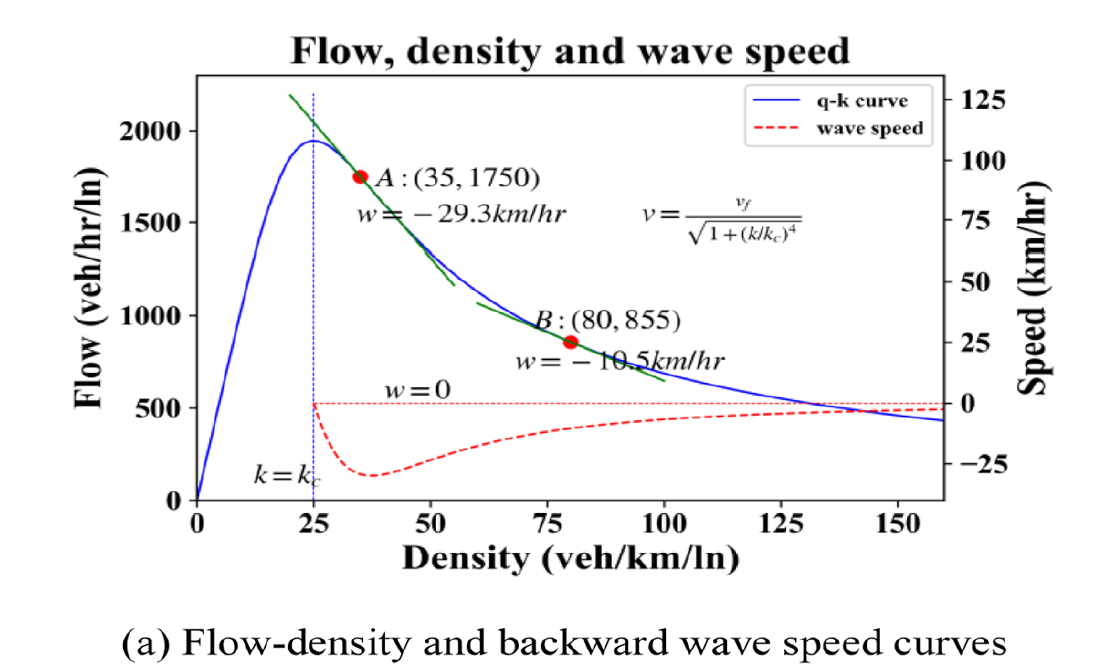 Flow, density and wave speed
q-k curve
wave speed
A : (35, 1750)
w = −29.3km/hr
v = v_f / √(1+(k/k_c)^4)
B : (80, 855)
w = −10.5km/hr
w = 0
k = k_c
Flow (veh/hr/ln)
2000
1500
1000
500
0
Speed (km/hr)
125
100
75
50
25
0
−25
0 25 50 75 100 125 150
Density (veh/km/ln)
(a) Flow-density and backward wave speed curves